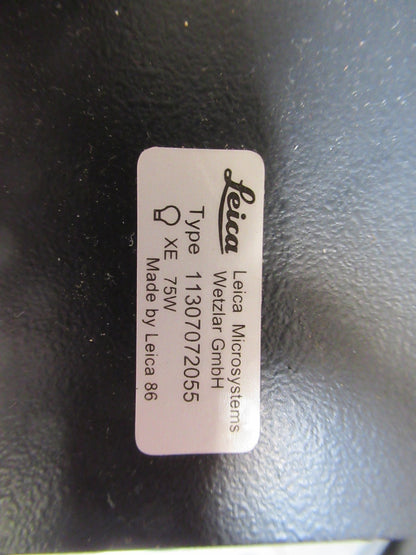 Leica
Leica Microsystems
Wetzlar GmbH
Type 11307072055
XE 75W
Made by Leica 86